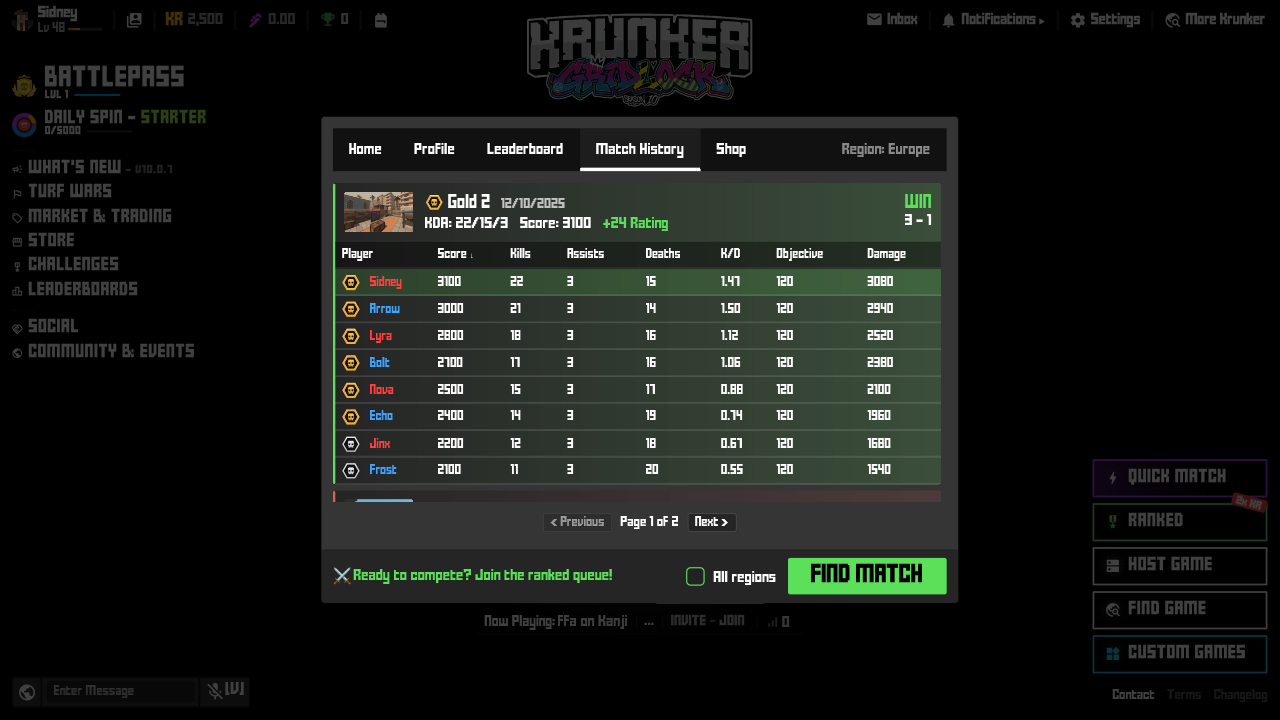 Sidney
Lv 48
KR 2,500
0.00
0
Inbox
Notifications ▸
Settings
More Krunker
KRUNKER
GRIDLOCK
BATTLEPASS
LVL 1
DAILY SPIN - STARTER
0/5000
WHAT'S NEW - v10.0.7
TURF WARS
MARKET & TRADING
STORE
CHALLENGES
LEADERBOARDS
SOCIAL
COMMUNITY & EVENTS
Home Profile Leaderboard Match History Shop Region: Europe
Gold 2 12/10/2025 WIN
KDA: 22/15/3 Score: 3100 +24 Rating 3 - 1
Player Score ↓ Kills Assists Deaths K/D Objective Damage
Sidney 3100 22 3 15 1.47 120 3080
Arrow 3000 21 3 14 1.50 120 2940
Lyra 2800 18 3 16 1.12 120 2520
Bolt 2700 17 3 16 1.06 120 2380
Nova 2500 15 3 17 0.88 120 2100
Echo 2400 14 3 19 0.74 120 1960
Jinx 2200 12 3 18 0.67 120 1680
Frost 2100 11 3 20 0.55 120 1540
< Previous Page 1 of 2 Next >
⚔️Ready to compete? Join the ranked queue! All regions FIND MATCH
Now Playing: FFA on Kanji ... INVITE - JOIN 0
QUICK MATCH
2x KR
RANKED
HOST GAME
FIND GAME
CUSTOM GAMES
Enter Message [V]
Contact Terms Changelog